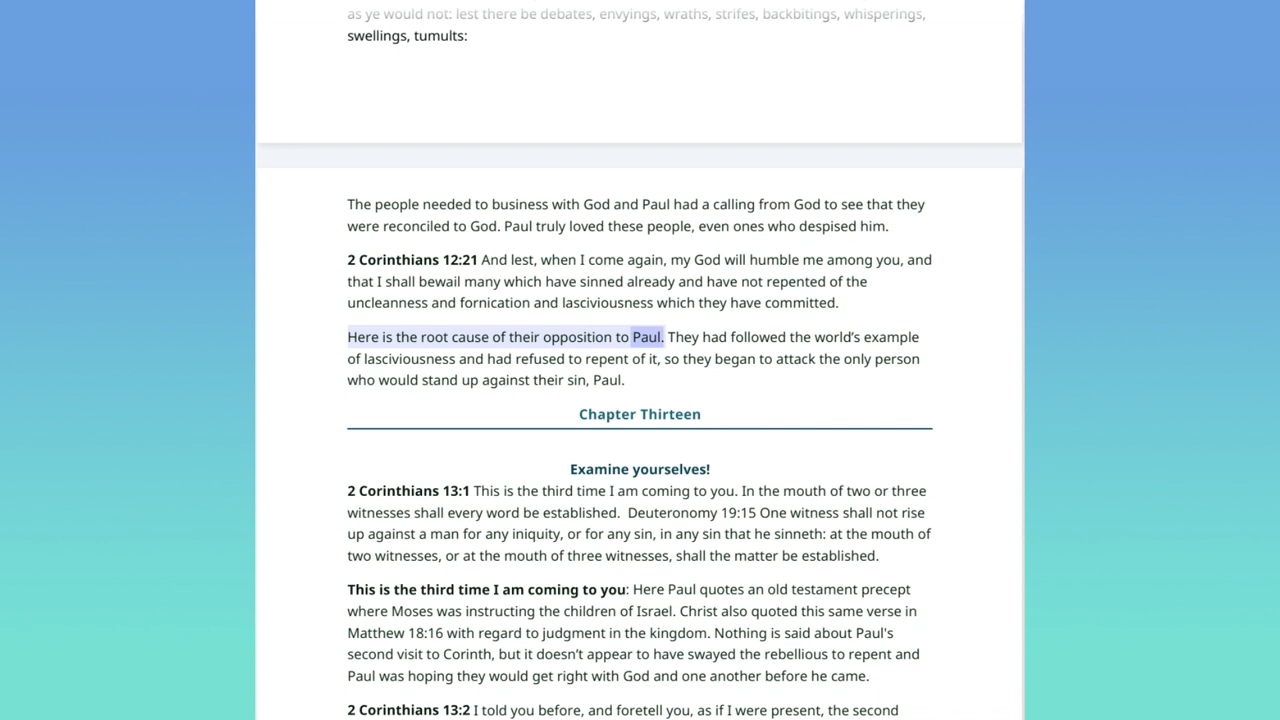 as ye would not: lest there be debates, envyings, wraths, strifes, backbitings, whisperings,
swellings, tumults:
The people needed to business with God and Paul had a calling from God to see that they
were reconciled to God. Paul truly loved these people, even ones who despised him.
2 Corinthians 12:21 And lest, when I come again, my God will humble me among you, and
that I shall bewail many which have sinned already and have not repented of the
uncleanness and fornication and lasciviousness which they have committed.
Here is the root cause of their opposition to Paul. They had followed the world’s example
of lasciviousness and had refused to repent of it, so they began to attack the only person
who would stand up against their sin, Paul.
Chapter Thirteen
Examine yourselves!
2 Corinthians 13:1 This is the third time I am coming to you. In the mouth of two or three
witnesses shall every word be established.  Deuteronomy 19:15 One witness shall not rise
up against a man for any iniquity, or for any sin, in any sin that he sinneth: at the mouth of
two witnesses, or at the mouth of three witnesses, shall the matter be established.
This is the third time I am coming to you: Here Paul quotes an old testament precept
where Moses was instructing the children of Israel. Christ also quoted this same verse in
Matthew 18:16 with regard to judgment in the kingdom. Nothing is said about Paul's
second visit to Corinth, but it doesn’t appear to have swayed the rebellious to repent and
Paul was hoping they would get right with God and one another before he came.
2 Corinthians 13:2 I told you before, and foretell you, as if I were present, the second